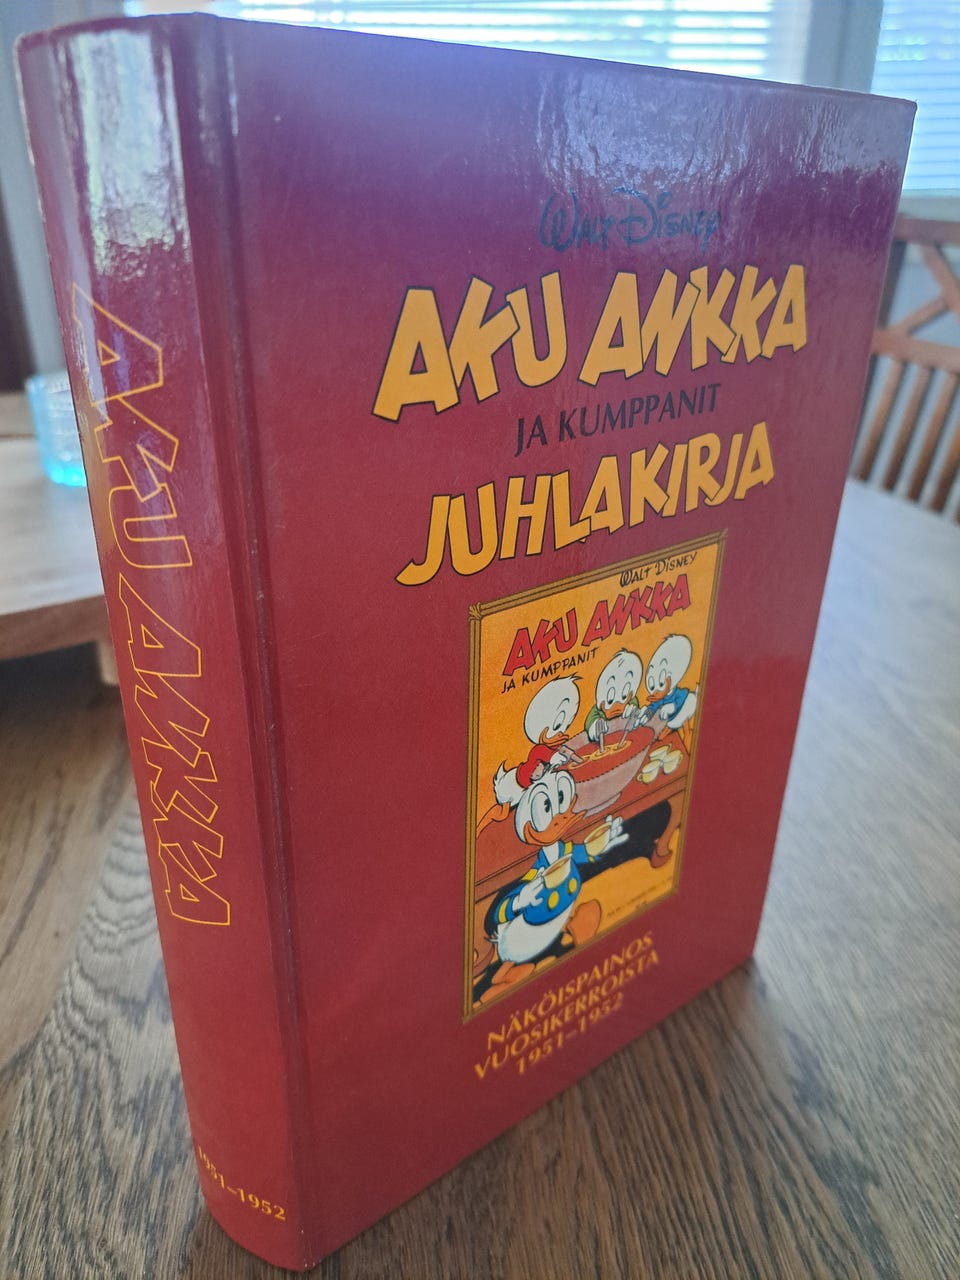 AKU ANKKA
1951-1952
WALT DISNEY
AKU ANKKA
JA KUMPPANIT
JUHLAKIRJA
WALT DISNEY
AKU ANKKA
JA KUMPPANIT
NÄKÖISPAINOS
VUOSIKERROISTA
1951-1952